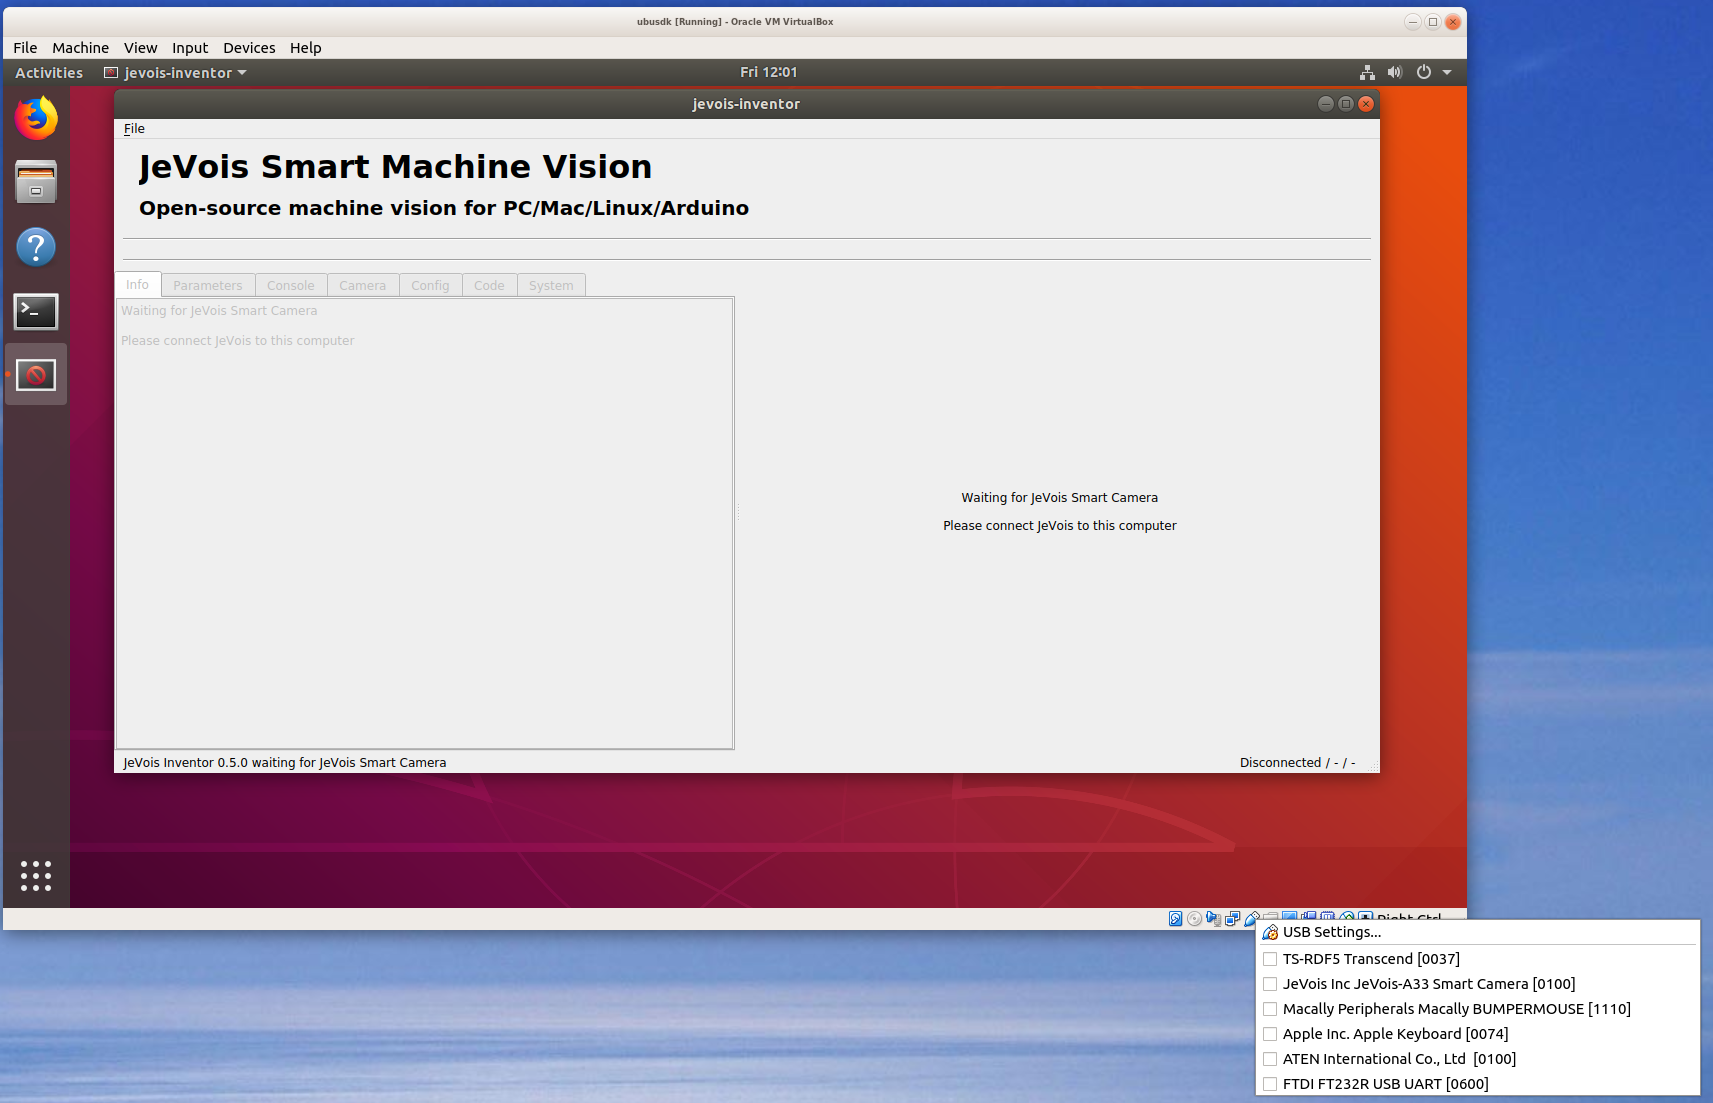 ubusdk [Running] - Oracle VM VirtualBox
File Machine View Input Devices Help
Activities jevois-inventor Fri 12:01
jevois-inventor
File
JeVois Smart Machine Vision
Open-source machine vision for PC/Mac/Linux/Arduino
Info Parameters Console Camera Config Code System
Waiting for JeVois Smart Camera
Please connect JeVois to this computer
Waiting for JeVois Smart Camera
Please connect JeVois to this computer
JeVois Inventor 0.5.0 waiting for JeVois Smart Camera Disconnected / - / -
Right Ctrl
USB Settings...
TS-RDF5 Transcend [0037]
JeVois Inc JeVois-A33 Smart Camera [0100]
Macally Peripherals Macally BUMPERMOUSE [1110]
Apple Inc. Apple Keyboard [0074]
ATEN International Co., Ltd [0100]
FTDI FT232R USB UART [0600]